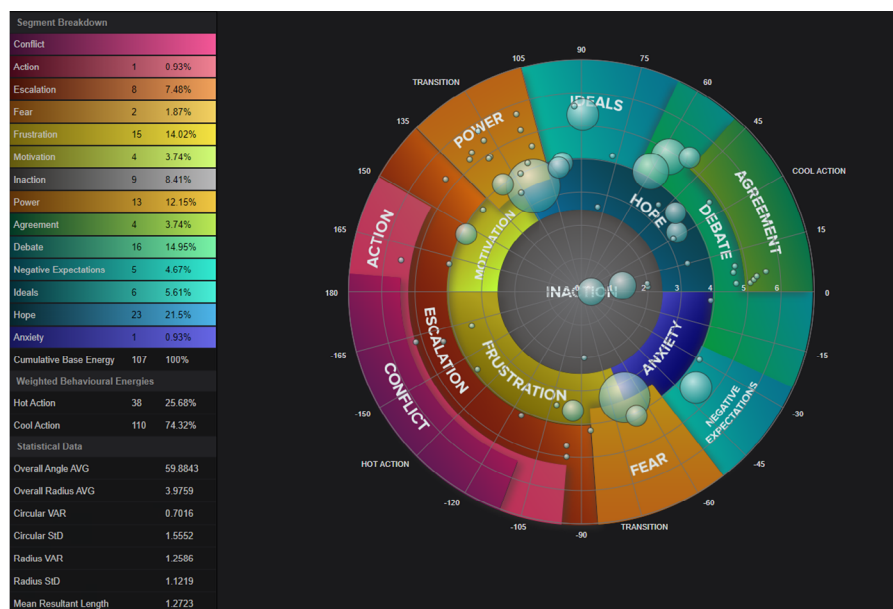 Segment Breakdown
Conflict
Action 1 0.93%
Escalation 8 7.48%
Fear 2 1.87%
Frustration 15 14.02%
Motivation 4 3.74%
Inaction 9 8.41%
Power 13 12.15%
Agreement 4 3.74%
Debate 16 14.95%
Negative Expectations 5 4.67%
Ideals 6 5.61%
Hope 23 21.5%
Anxiety 1 0.93%
Cumulative Base Energy 107 100%
Weighted Behavioural Energies
Hot Action 38 25.68%
Cool Action 110 74.32%
Statistical Data
Overall Angle AVG 59.8843
Overall Radius AVG 3.9759
Circular VAR 0.7016
Circular StD 1.5552
Radius VAR 1.2586
Radius StD 1.1219
Mean Resultant Length 1.2723
90
105 75
TRANSITION 60
135 45
150 COOL ACTION
165 15
180 0
-165 -15
-150 -30
HOT ACTION -45
-120 -60
-105 TRANSITION
-90
IDEALS
POWER
HOPE
AGREEMENT
DEBATE
ACTION
MOTIVATION
INACTION
2 3 4 5 6
ESCALATION
FRUSTRATION
ANXIETY
CONFLICT
NEGATIVE
EXPECTATIONS
FEAR